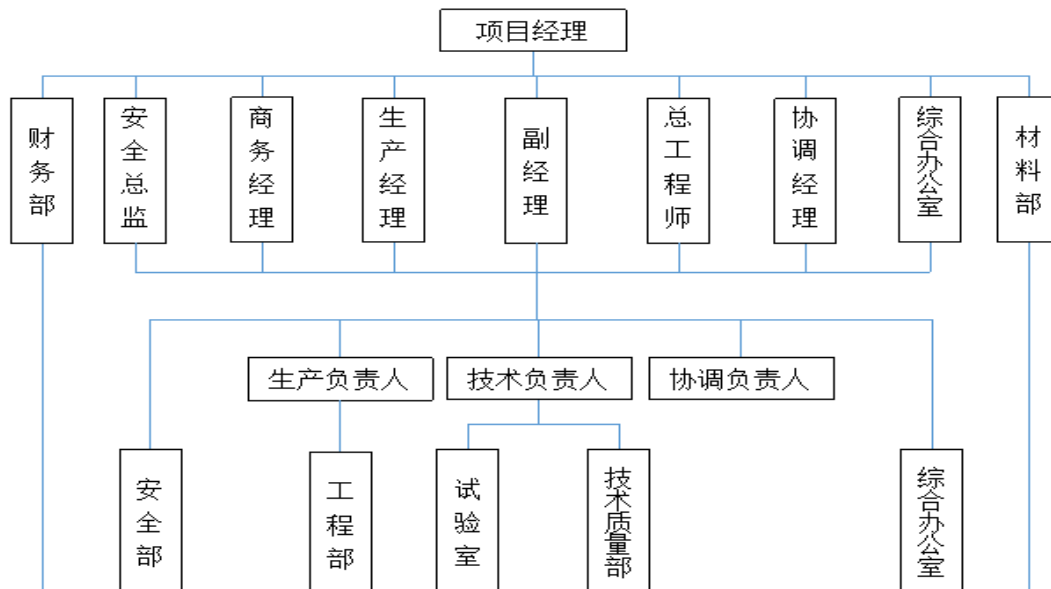 项目经理
财务部
安全总监
商务经理
生产经理
副经理
总工程师
协调经理
综合办公室
材料部
生产负责人
技术负责人
协调负责人
安全部
工程部
试验室
技术质量部
综合办公室